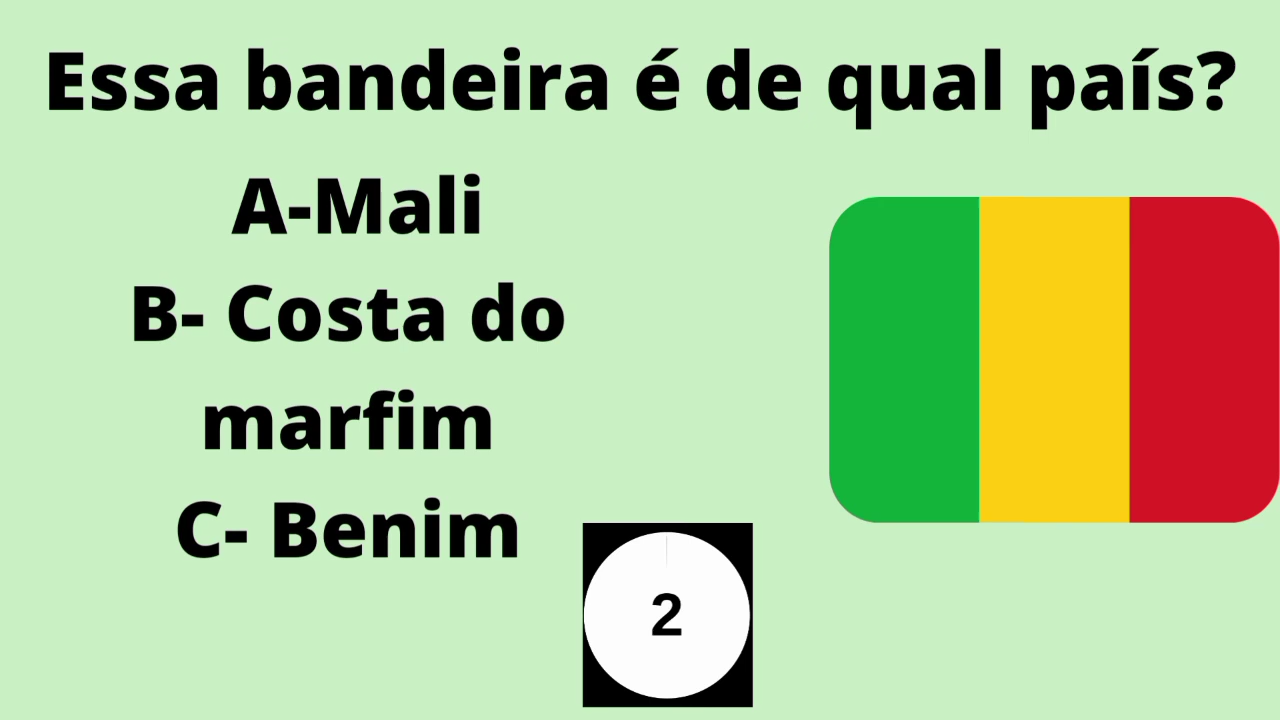 Essa bandeira é de qual país?
A-Mali
B- Costa do
marfim
C- Benim
2